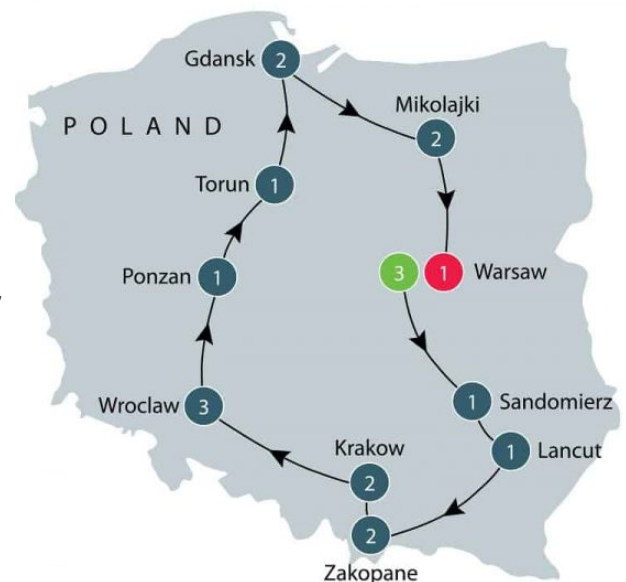 Gdansk 2
Mikolajki
2
POLAND
Torun 1
Ponzan 1
3 1 Warsaw
Wroclaw 3
1 Sandomierz
1 Lancut
Krakow
2
2
Zakopane